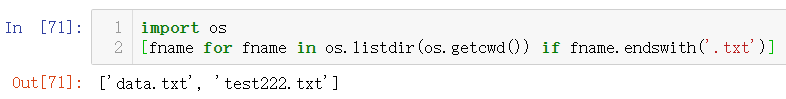 In [71]:
1 import os
2 [fname for fname in os.listdir(os.getcwd()) if fname.endswith('.txt')]
Out[71]: ['data.txt', 'test222.txt']